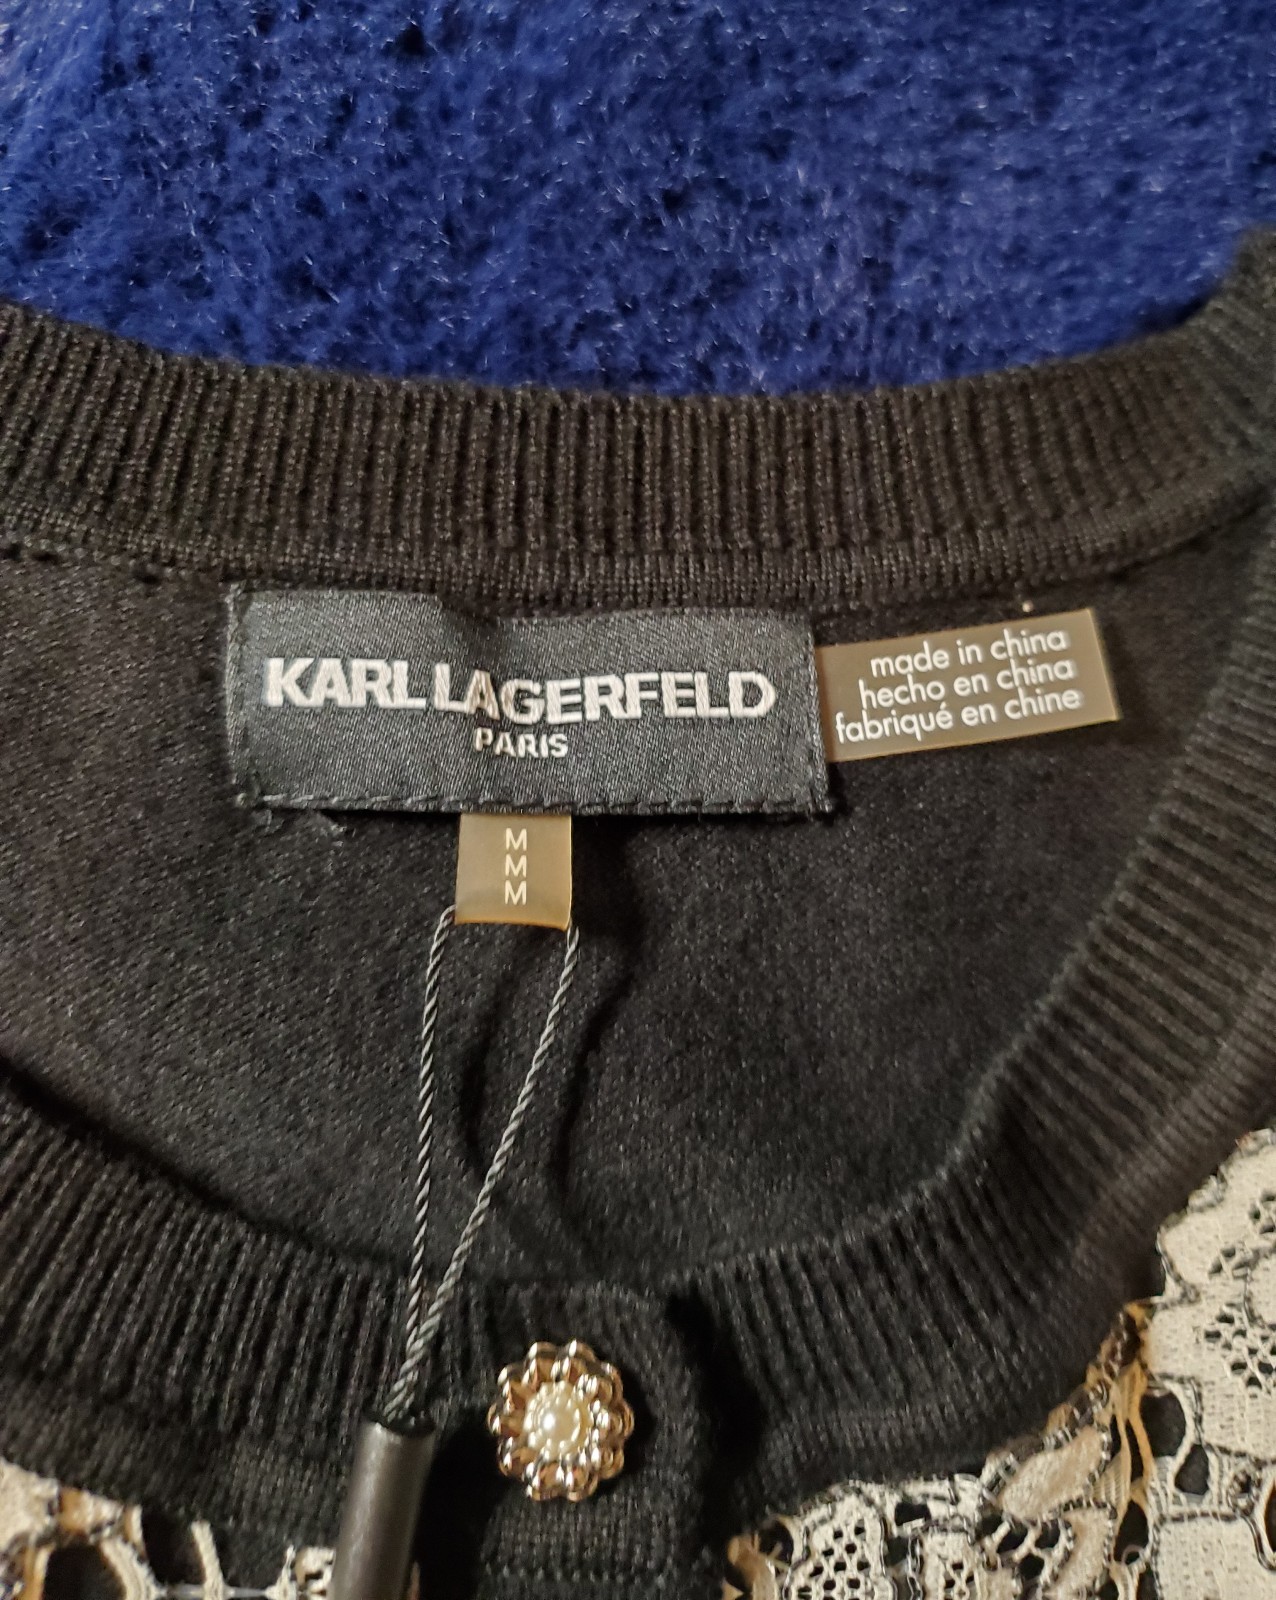 KARL LAGERFELD
PARIS
made in china
hecho en china
fabriqué en chine
M
M
M